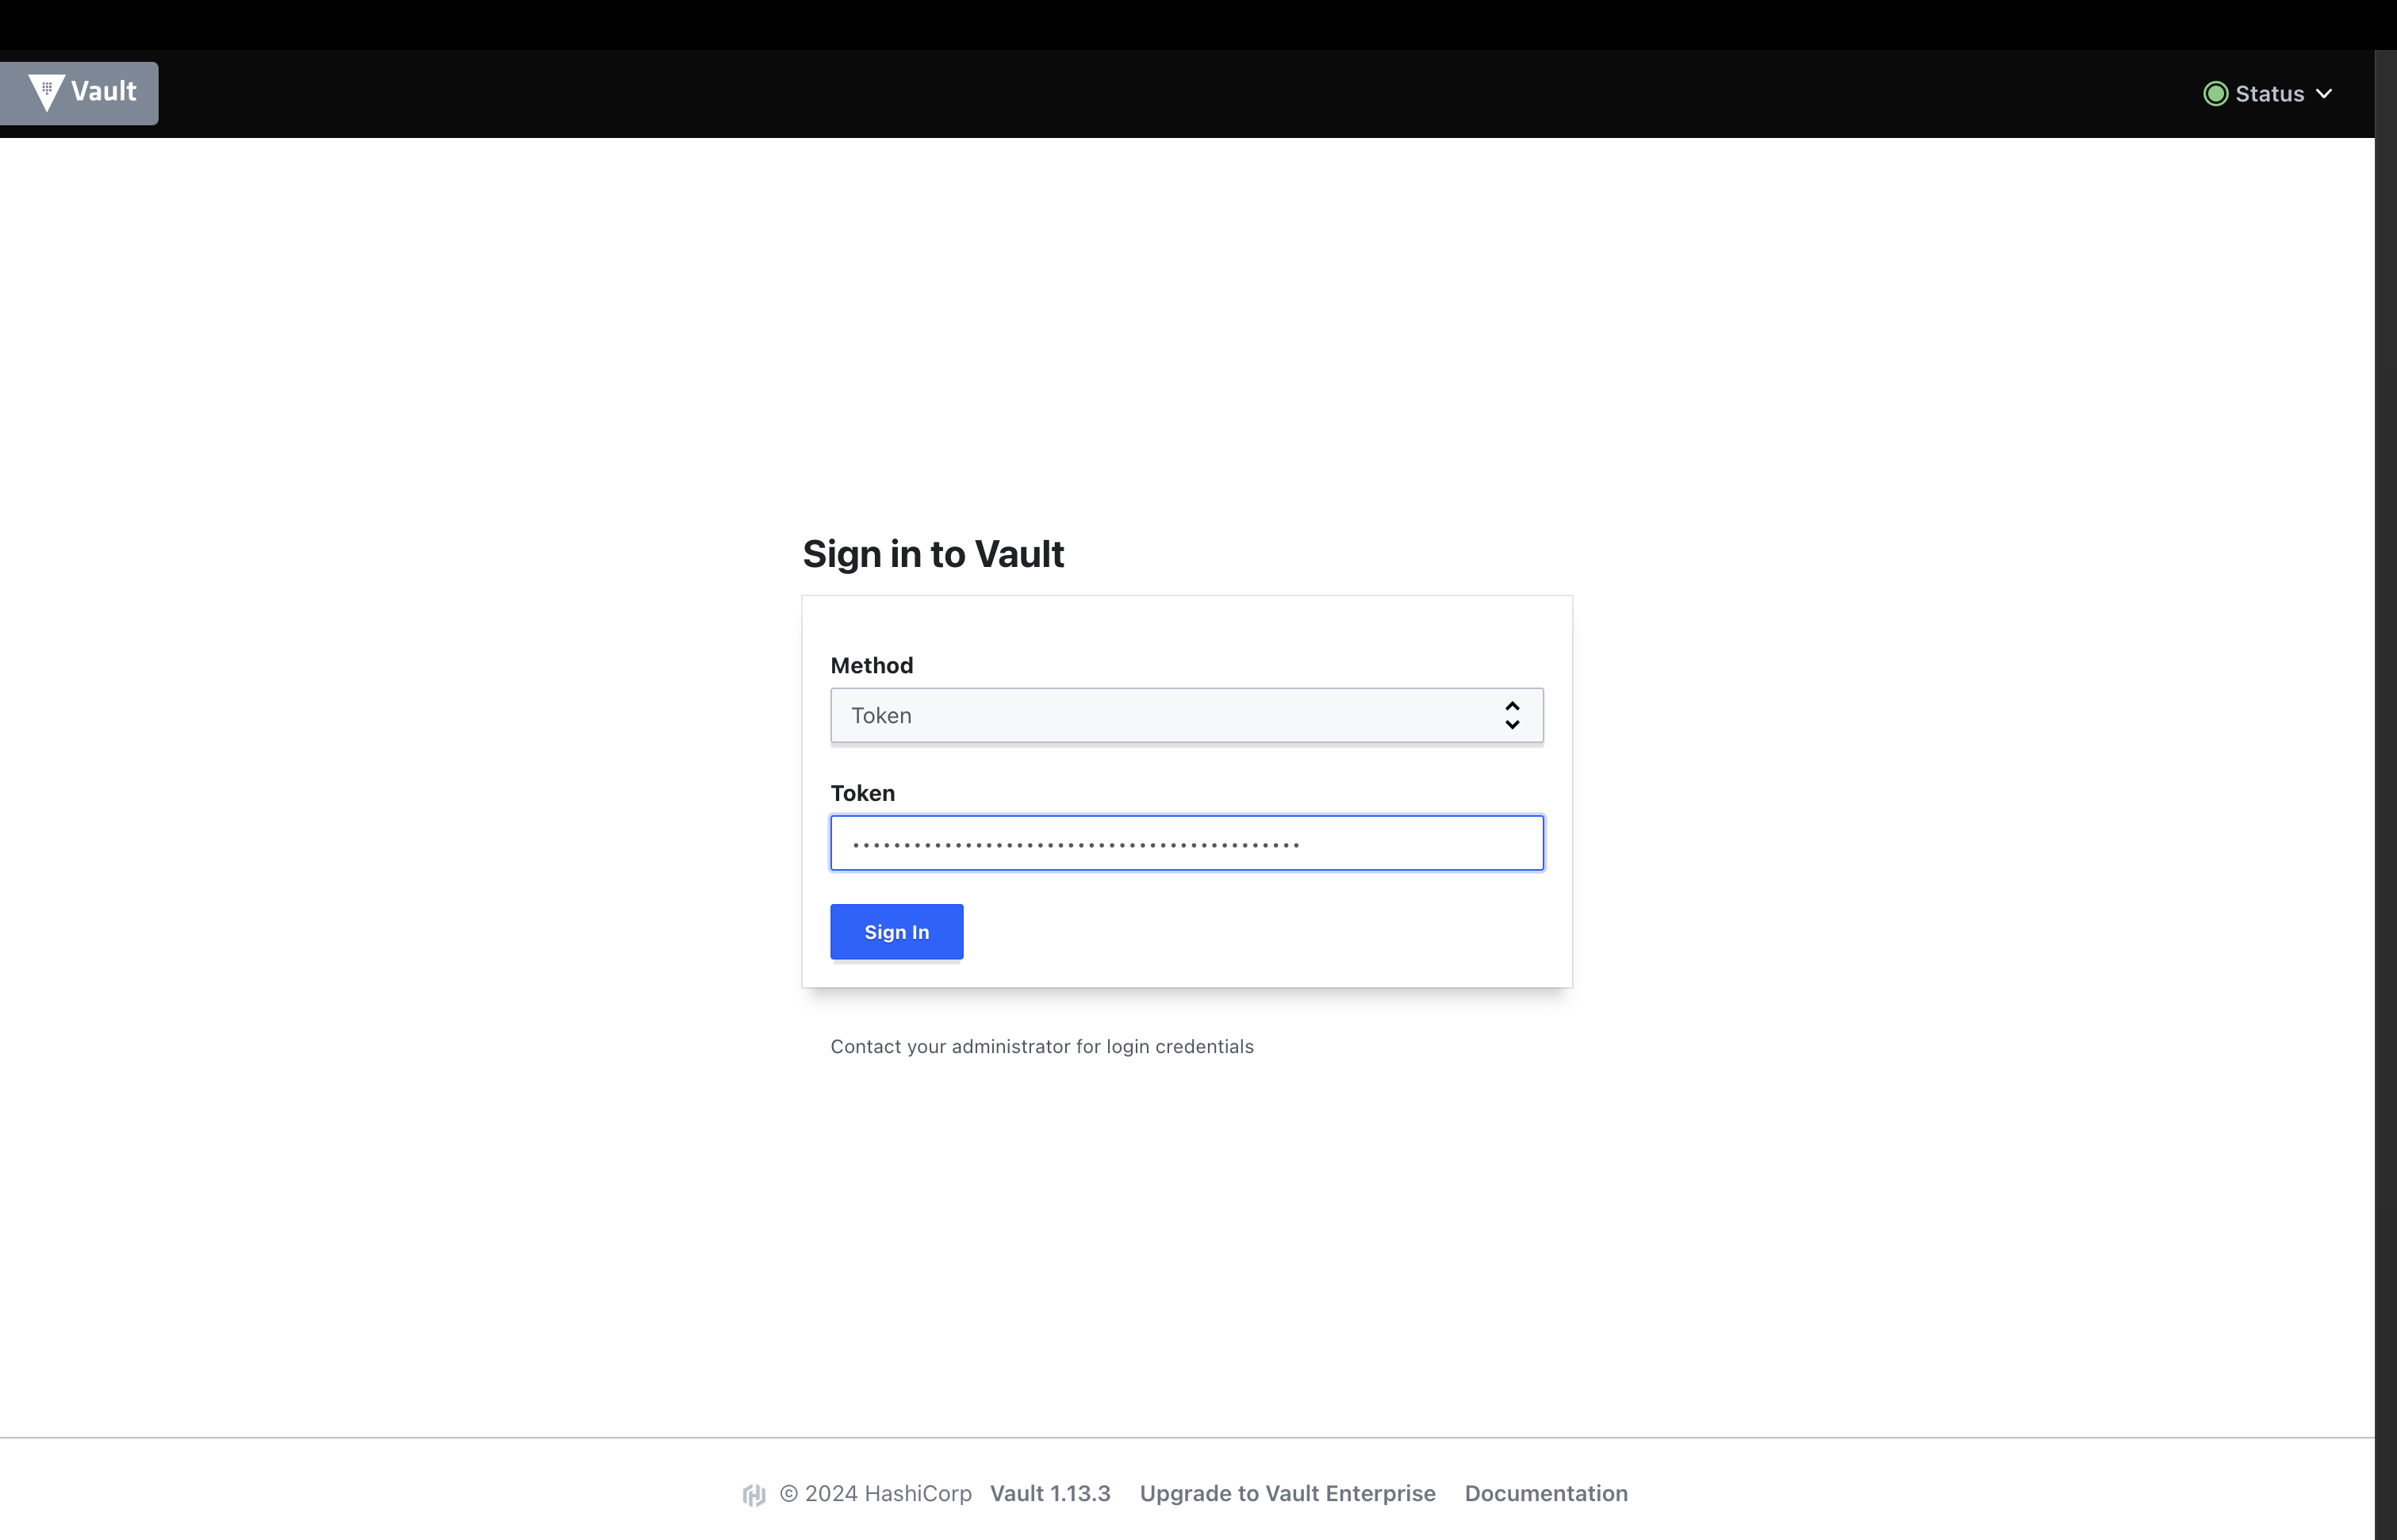 Vault
Status
Sign in to Vault
Method
Token
Token
••••••••••••••••••••••••••••••••••••••••••••
Sign In
Contact your administrator for login credentials
© 2024 HashiCorp Vault 1.13.3 Upgrade to Vault Enterprise Documentation